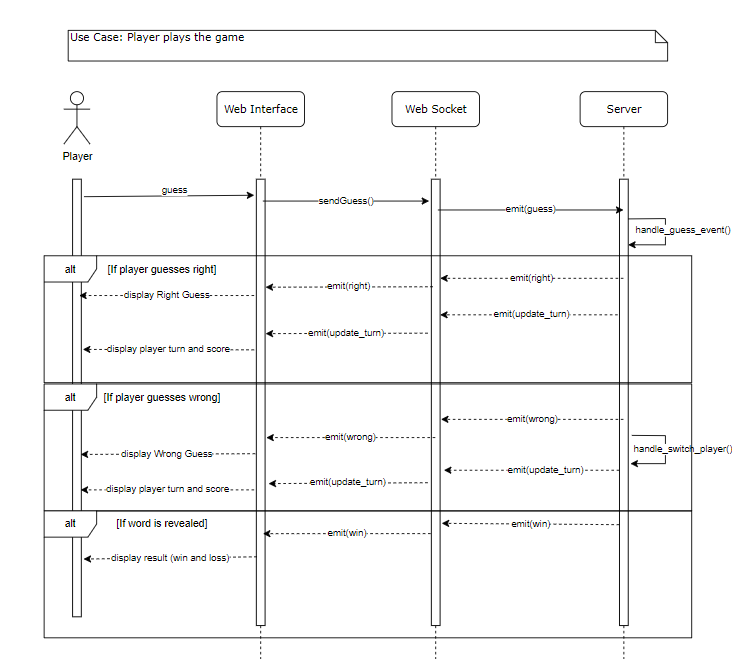 Use Case: Player plays the game
Web Interface
Web Socket
Server
Player
guess
sendGuess()
emit(guess)
handle_guess_event()
alt
[If player guesses right]
emit(right)
emit(right)
display Right Guess
emit(update_turn)
emit(update_turn)
display player turn and score
alt
[If player guesses wrong]
emit(wrong)
emit(wrong)
handle_switch_player()
display Wrong Guess
emit(update_turn)
emit(update_turn)
display player turn and score
alt
[If word is revealed]
emit(win)
emit(win)
display result (win and loss)